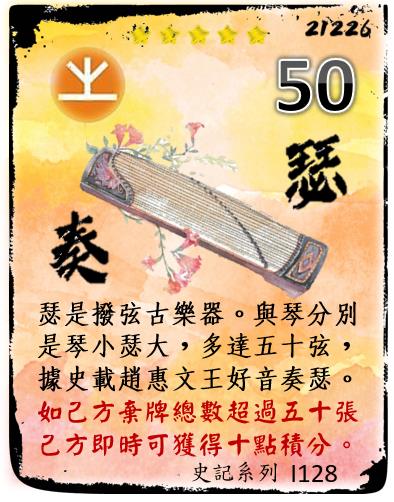 21226
50
瑟
奏
瑟是撥弦古樂器。與琴分別
是琴小瑟大，多達五十弦，
據史載趙惠文王好音奏瑟。
如己方棄牌總數超過五十張
己方即時可獲得十點積分。
史記系列 I128